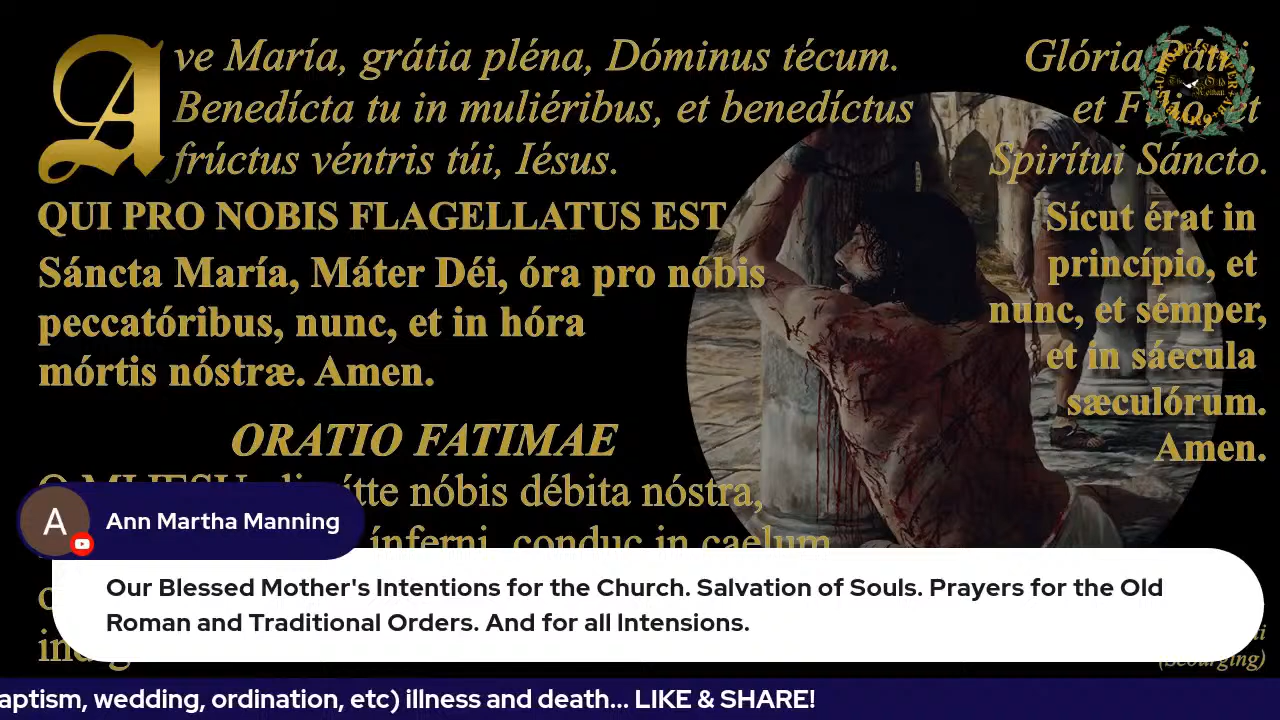 Ave María, grátia pléna, Dóminus técum.
Benedícta tu in muliéribus, et benedíctus
frúctus véntris túi, Iésus.
QUI PRO NOBIS FLAGELLATUS EST
Sáncta María, Máter Déi, óra pro nóbis
peccatóribus, nunc, et in hóra
mórtis nóstræ. Amen.
ORATIO FATIMAE
O MI JESU
nóbis débita nóstra,
ínferni, conduc in caelum
Glória Pátri,
et Fílio, et
Spirítui Sáncto.
Sícut érat in
princípio, et
nunc, et sémper,
et in sáecula
sæculórum.
Amen.
(Scourging)
A
Ann Martha Manning
Our Blessed Mother's Intentions for the Church. Salvation of Souls. Prayers for the Old
Roman and Traditional Orders. And for all Intensions.
aptism, wedding, ordination, etc) illness and death... LIKE & SHARE!